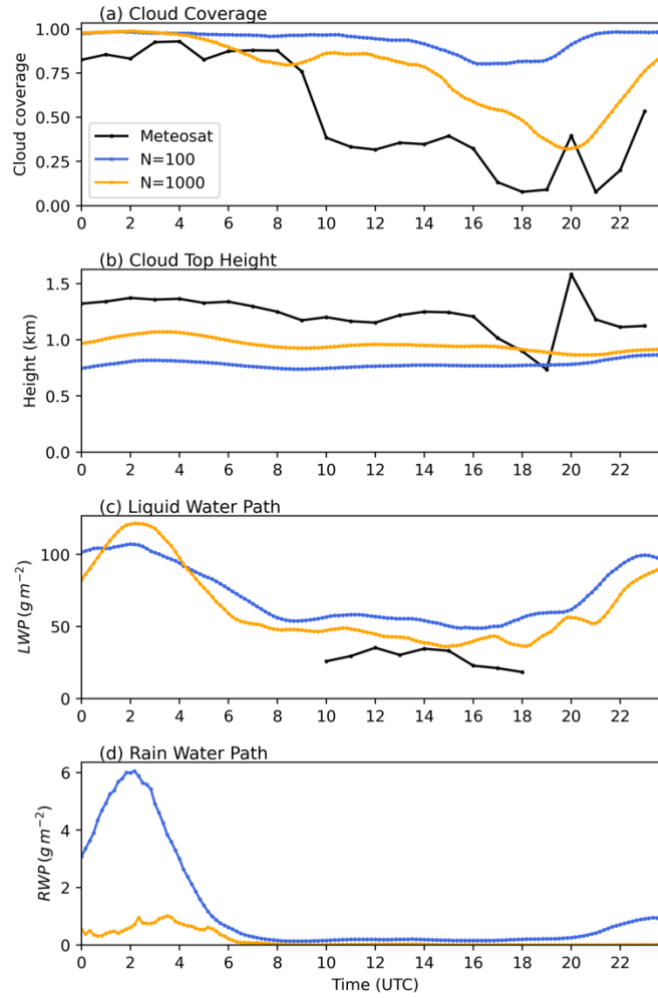 (a) Cloud Coverage
1.00
0.75
0.50
0.25
0.00
Cloud coverage
Meteosat
N=100
N=1000
0 2 4 6 8 10 12 14 16 18 20 22
(b) Cloud Top Height
1.5
1.0
0.5
0.0
Height (km)
0 2 4 6 8 10 12 14 16 18 20 22
(c) Liquid Water Path
100
50
0
LWP (g m⁻²)
0 2 4 6 8 10 12 14 16 18 20 22
(d) Rain Water Path
6
4
2
0
RWP (g m⁻²)
0 2 4 6 8 10 12 14 16 18 20 22
Time (UTC)